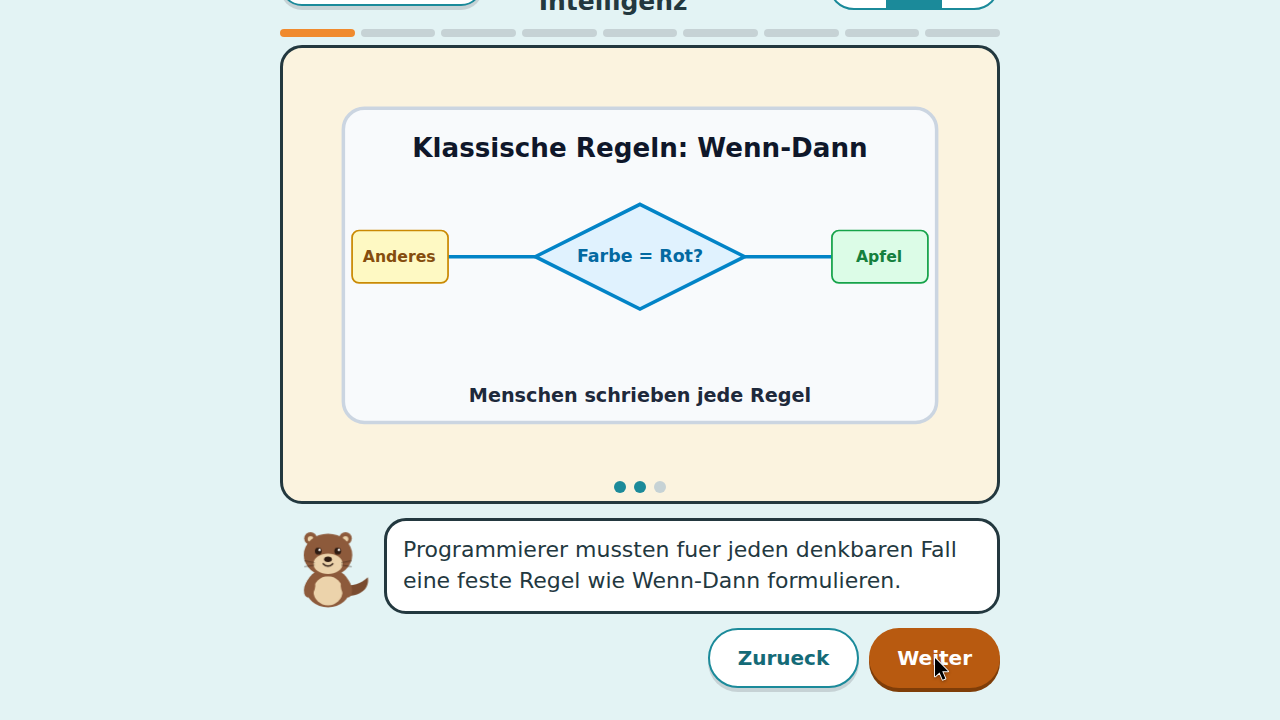 Intelligenz
Klassische Regeln: Wenn-Dann
Anderes
Farbe = Rot?
Apfel
Menschen schrieben jede Regel
Programmierer mussten fuer jeden denkbaren Fall
eine feste Regel wie Wenn-Dann formulieren.
Zurueck
Weiter